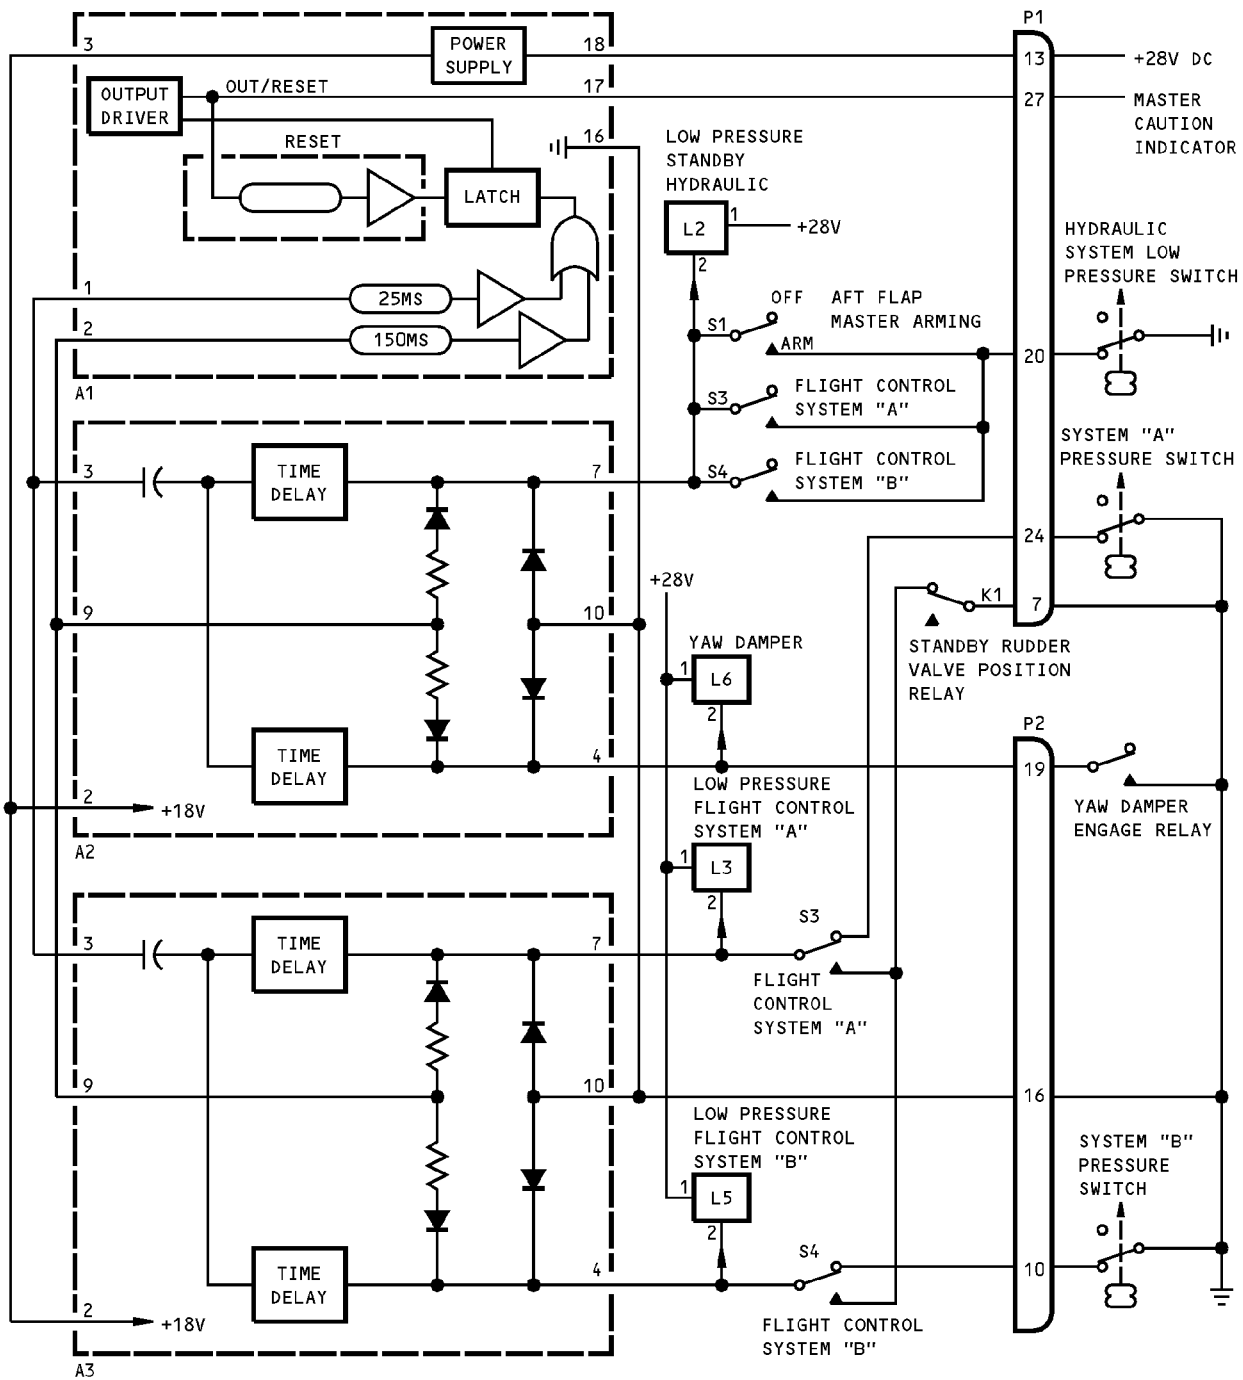 P1
3
POWER
SUPPLY
18
13
+28V DC
OUTPUT
DRIVER
OUT/RESET
17
27
MASTER
CAUTION
INDICATOR
RESET
16
LATCH
LOW PRESSURE
STANDBY
HYDRAULIC
L2
1
+28V
2
HYDRAULIC
SYSTEM LOW
PRESSURE SWITCH
1
25MS
2
150MS
A1
OFF
AFT FLAP
MASTER ARMING
S1
ARM
20
S3
FLIGHT CONTROL
SYSTEM "A"
S4
FLIGHT CONTROL
SYSTEM "B"
SYSTEM "A"
PRESSURE SWITCH
3
TIME
DELAY
7
24
+28V
K1
7
STANDBY RUDDER
VALVE POSITION
RELAY
9
10
YAW DAMPER
1
L6
2
P2
TIME
DELAY
4
19
YAW DAMPER
ENGAGE RELAY
2
+18V
A2
LOW PRESSURE
FLIGHT CONTROL
SYSTEM "A"
1
L3
2
S3
FLIGHT
CONTROL
SYSTEM "A"
3
TIME
DELAY
7
9
10
16
LOW PRESSURE
FLIGHT CONTROL
SYSTEM "B"
1
L5
2
SYSTEM "B"
PRESSURE
SWITCH
S4
10
TIME
DELAY
4
FLIGHT CONTROL
SYSTEM "B"
2
+18V
A3